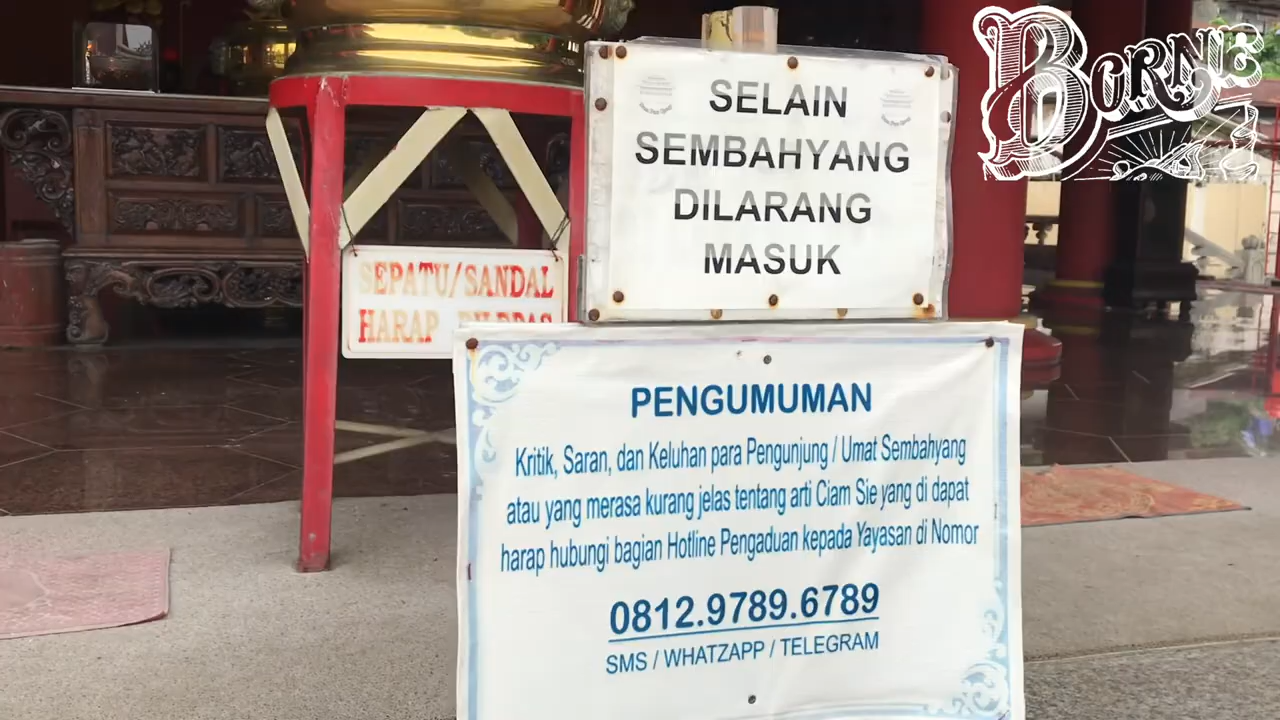 BORNE
SELAIN
SEMBAHYANG
DILARANG
MASUK
SEPATU/SANDAL
HARAP
PENGUMUMAN
Kritik, Saran, dan Keluhan para Pengunjung / Umat Sembahyang
atau yang merasa kurang jelas tentang arti Ciam Sie yang di dapat
harap hubungi bagian Hotline Pengaduan kepada Yayasan di Nomor
0812.9789.6789
SMS / WHATZAPP / TELEGRAM